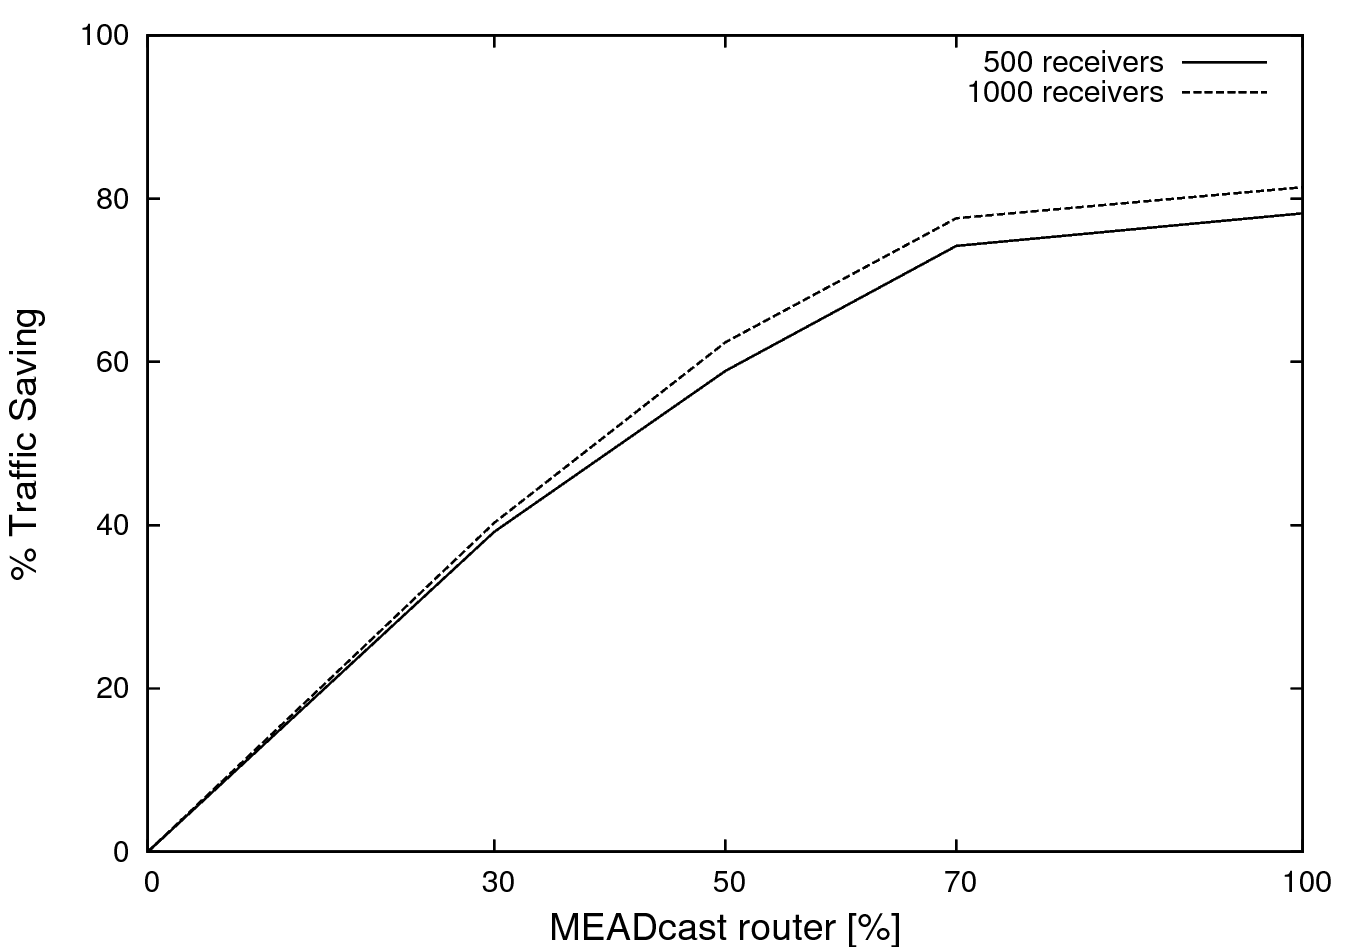 100
80
60
40
20
0
% Traffic Saving
500 receivers
1000 receivers
0 30 50 70 100
MEADcast router [%]